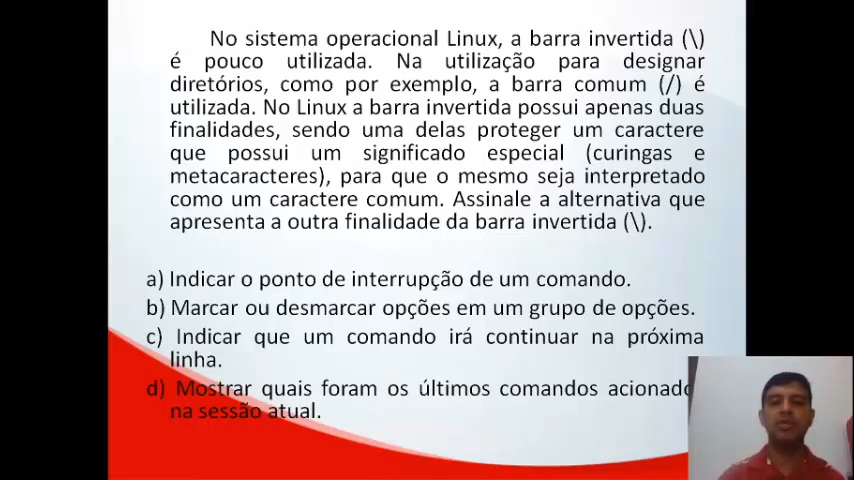 No sistema operacional Linux, a barra invertida (\)
é pouco utilizada. Na utilização para designar
diretórios, como por exemplo, a barra comum (/) é
utilizada. No Linux a barra invertida possui apenas duas
finalidades, sendo uma delas proteger um caractere
que possui um significado especial (curingas e
metacaracteres), para que o mesmo seja interpretado
como um caractere comum. Assinale a alternativa que
apresenta a outra finalidade da barra invertida (\).
a) Indicar o ponto de interrupção de um comando.
b) Marcar ou desmarcar opções em um grupo de opções.
c) Indicar que um comando irá continuar na próxima
linha.
d) Mostrar quais foram os últimos comandos acionado
na sessão atual.